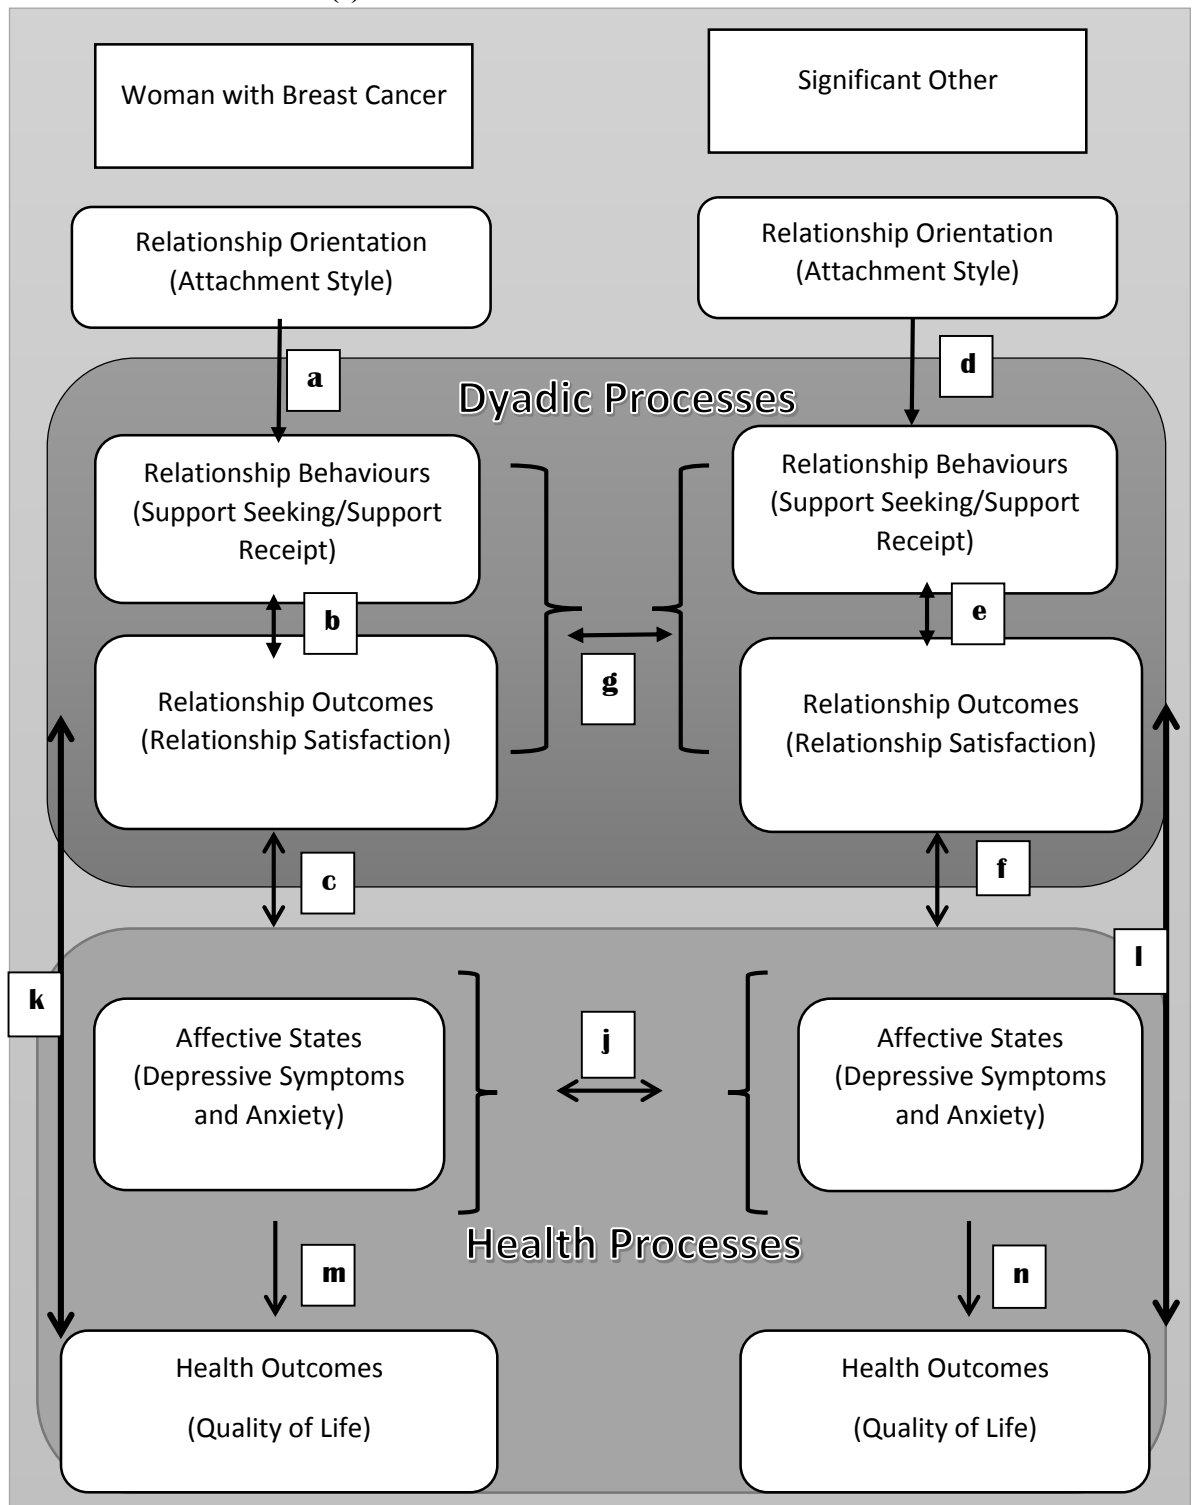 Woman with Breast Cancer
Significant Other
Relationship Orientation
(Attachment Style)
Relationship Orientation
(Attachment Style)
a
d
Dyadic Processes
Relationship Behaviours
(Support Seeking/Support
Receipt)
Relationship Behaviours
(Support Seeking/Support
Receipt)
b
e
g
Relationship Outcomes
(Relationship Satisfaction)
Relationship Outcomes
(Relationship Satisfaction)
c
f
k
l
j
Affective States
(Depressive Symptoms
and Anxiety)
Affective States
(Depressive Symptoms
and Anxiety)
Health Processes
m
n
Health Outcomes
(Quality of Life)
Health Outcomes
(Quality of Life)